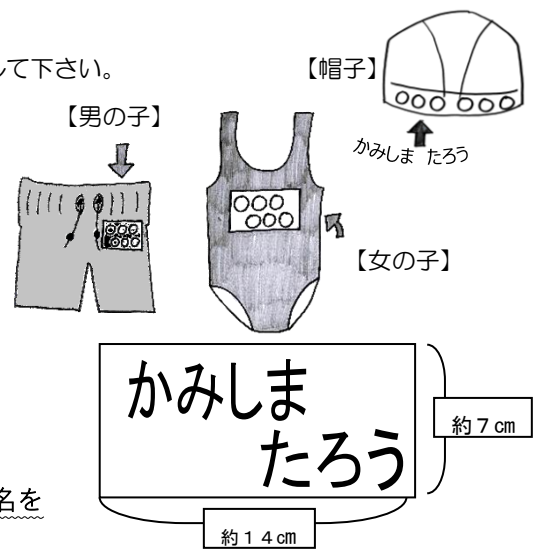 して下さい。
【帽子】
【男の子】
かみしま たろう
【女の子】
かみしま
たろう
約７㎝
名を
約１４㎝